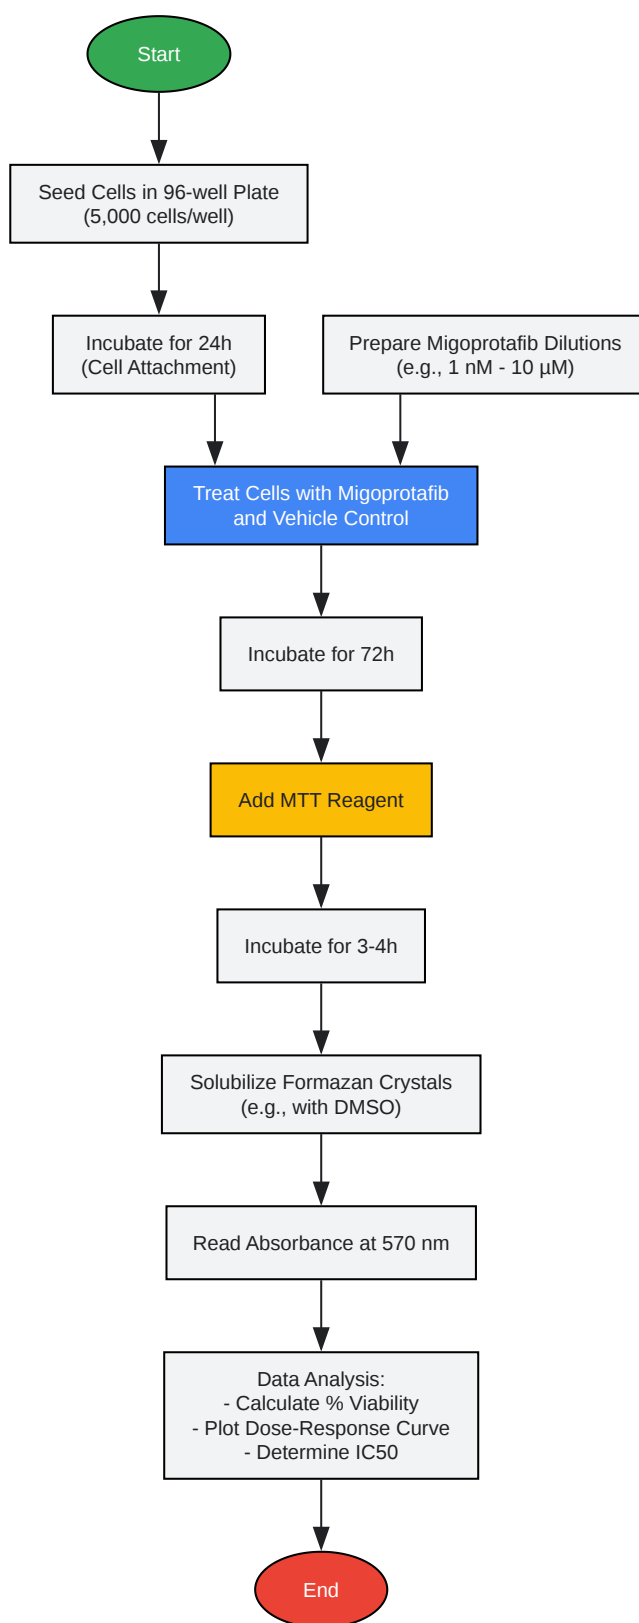 Start
Seed Cells in 96-well Plate
(5,000 cells/well)
Incubate for 24h
(Cell Attachment)
Prepare Migoprotafib Dilutions
(e.g., 1 nM - 10 µM)
Treat Cells with Migoprotafib
and Vehicle Control
Incubate for 72h
Add MTT Reagent
Incubate for 3-4h
Solubilize Formazan Crystals
(e.g., with DMSO)
Read Absorbance at 570 nm
Data Analysis:
- Calculate % Viability
- Plot Dose-Response Curve
- Determine IC50
End